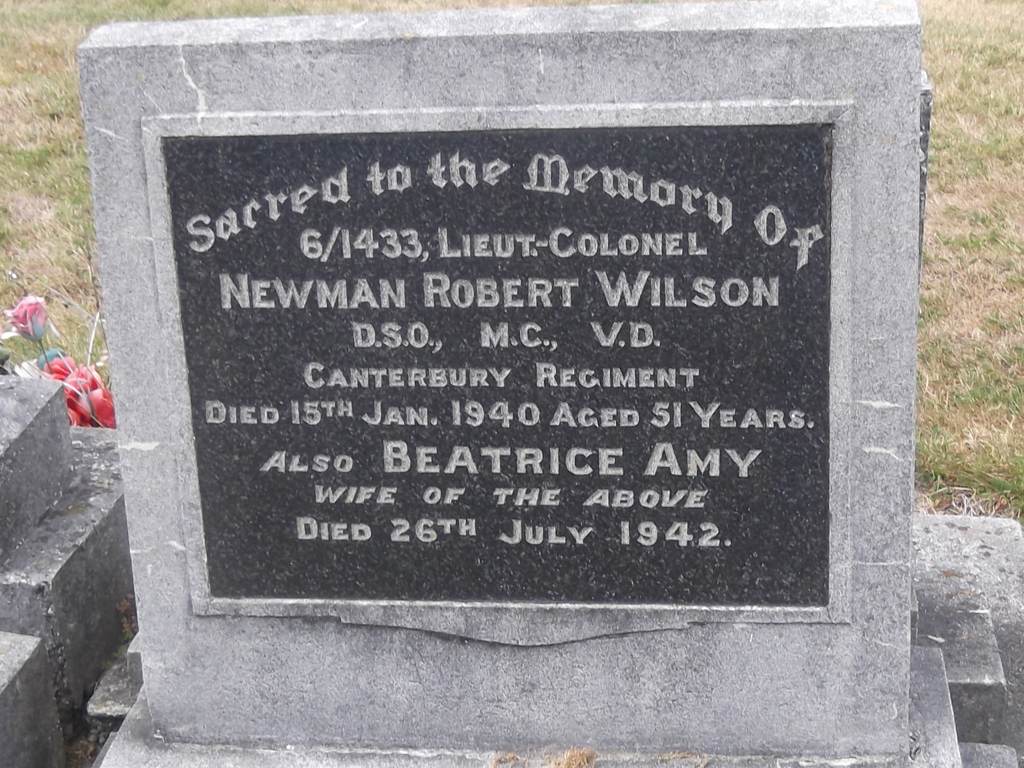 Sacred to the Memory Of
6/1433, LIEUT.-COLONEL
NEWMAN ROBERT WILSON
D.S.O., M.C., V.D.
CANTERBURY REGIMENT
DIED 15TH JAN. 1940 AGED 51 YEARS.
ALSO BEATRICE AMY
WIFE OF THE ABOVE
DIED 26TH JULY 1942.